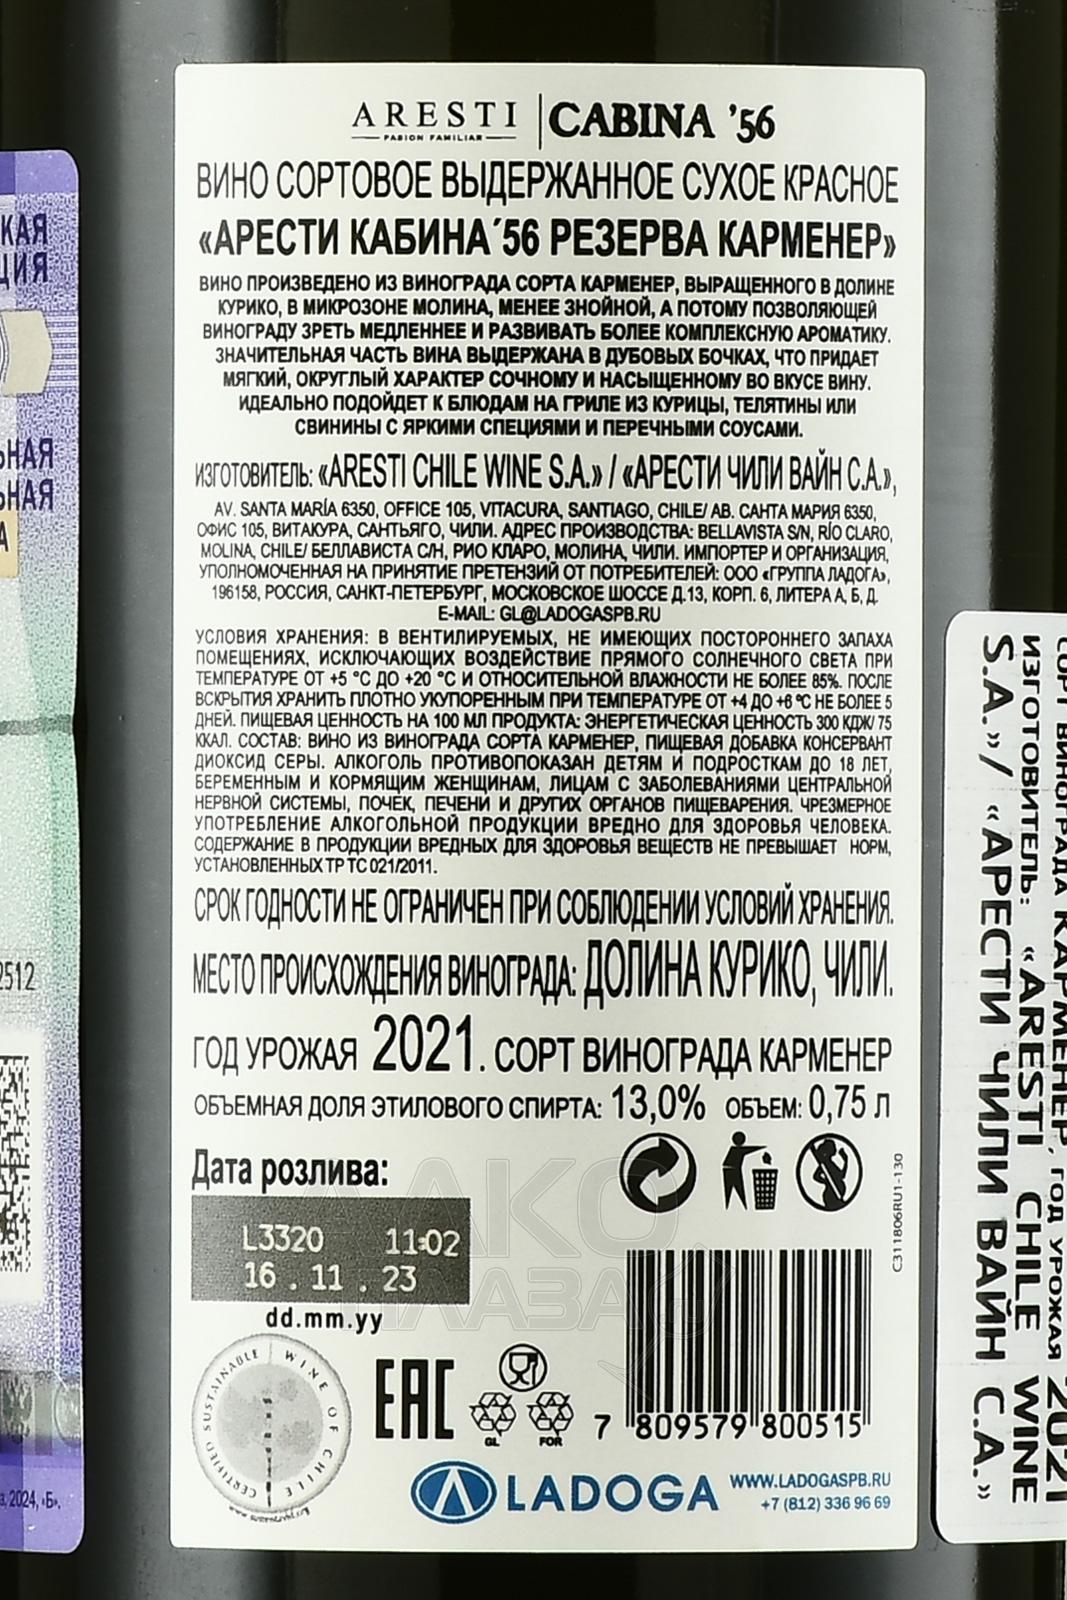 ARESTI
PASION FAMILIAR
CABINA '56
ВИНО СОРТОВОЕ ВЫДЕРЖАННОЕ СУХОЕ КРАСНОЕ
«АРЕСТИ КАБИНА´56 РЕЗЕРВА КАРМЕНЕР»
ВИНО ПРОИЗВЕДЕНО ИЗ ВИНОГРАДА СОРТА КАРМЕНЕР, ВЫРАЩЕННОГО В ДОЛИНЕ
КУРИКО, В МИКРОЗОНЕ МОЛИНА, МЕНЕЕ ЗНОЙНОЙ, А ПОТОМУ ПОЗВОЛЯЮЩЕЙ
ВИНОГРАДУ ЗРЕТЬ МЕДЛЕННЕЕ И РАЗВИВАТЬ БОЛЕЕ КОМПЛЕКСНУЮ АРОМАТИКУ.
ЗНАЧИТЕЛЬНАЯ ЧАСТЬ ВИНА ВЫДЕРЖАНА В ДУБОВЫХ БОЧКАХ, ЧТО ПРИДАЕТ
МЯГКИЙ, ОКРУГЛЫЙ ХАРАКТЕР СОЧНОМУ И НАСЫЩЕННОМУ ВО ВКУСЕ ВИНУ.
ИДЕАЛЬНО ПОДОЙДЕТ К БЛЮДАМ НА ГРИЛЕ ИЗ КУРИЦЫ, ТЕЛЯТИНЫ ИЛИ
СВИНИНЫ С ЯРКИМИ СПЕЦИЯМИ И ПЕРЕЧНЫМИ СОУСАМИ.
ИЗГОТОВИТЕЛЬ: «ARESTI CHILE WINE S.A.» / «АРЕСТИ ЧИЛИ ВАЙН С.А.»,
AV. SANTA MARÍA 6350, OFFICE 105, VITACURA, SANTIAGO, CHILE/ АВ. САНТА МАРИЯ 6350,
ОФИС 105, ВИТАКУРА, САНТЬЯГО, ЧИЛИ. АДРЕС ПРОИЗВОДСТВА: BELLAVISTA S/N, RÍO CLARO,
MOLINA, CHILE/ БЕЛЛАВИСТА С/Н, РИО КЛАРО, МОЛИНА, ЧИЛИ. ИМПОРТЕР И ОРГАНИЗАЦИЯ,
УПОЛНОМОЧЕННАЯ НА ПРИНЯТИЕ ПРЕТЕНЗИЙ ОТ ПОТРЕБИТЕЛЕЙ: ООО «ГРУППА ЛАДОГА»,
196158, РОССИЯ, САНКТ-ПЕТЕРБУРГ, МОСКОВСКОЕ ШОССЕ Д.13, КОРП. 6, ЛИТЕРА А, Б, Д.
E-MAIL: GL@LADOGASPB.RU
УСЛОВИЯ ХРАНЕНИЯ: В ВЕНТИЛИРУЕМЫХ, НЕ ИМЕЮЩИХ ПОСТОРОННЕГО ЗАПАХА
ПОМЕЩЕНИЯХ, ИСКЛЮЧАЮЩИХ ВОЗДЕЙСТВИЕ ПРЯМОГО СОЛНЕЧНОГО СВЕТА ПРИ
ТЕМПЕРАТУРЕ ОТ +5 °С ДО +20 °С И ОТНОСИТЕЛЬНОЙ ВЛАЖНОСТИ НЕ БОЛЕЕ 85%. ПОСЛЕ
ВСКРЫТИЯ ХРАНИТЬ ПЛОТНО УКУПОРЕННЫМ ПРИ ТЕМПЕРАТУРЕ ОТ +4 ДО +6 °С НЕ БОЛЕЕ 5
ДНЕЙ. ПИЩЕВАЯ ЦЕННОСТЬ НА 100 МЛ ПРОДУКТА: ЭНЕРГЕТИЧЕСКАЯ ЦЕННОСТЬ 300 КДЖ/ 75
ККАЛ. СОСТАВ: ВИНО ИЗ ВИНОГРАДА СОРТА КАРМЕНЕР, ПИЩЕВАЯ ДОБАВКА КОНСЕРВАНТ
ДИОКСИД СЕРЫ. АЛКОГОЛЬ ПРОТИВОПОКАЗАН ДЕТЯМ И ПОДРОСТКАМ ДО 18 ЛЕТ,
БЕРЕМЕННЫМ И КОРМЯЩИМ ЖЕНЩИНАМ, ЛИЦАМ С ЗАБОЛЕВАНИЯМИ ЦЕНТРАЛЬНОЙ
НЕРВНОЙ СИСТЕМЫ, ПОЧЕК, ПЕЧЕНИ И ДРУГИХ ОРГАНОВ ПИЩЕВАРЕНИЯ. ЧРЕЗМЕРНОЕ
УПОТРЕБЛЕНИЕ АЛКОГОЛЬНОЙ ПРОДУКЦИИ ВРЕДНО ДЛЯ ЗДОРОВЬЯ ЧЕЛОВЕКА.
СОДЕРЖАНИЕ В ПРОДУКЦИИ ВРЕДНЫХ ДЛЯ ЗДОРОВЬЯ ВЕЩЕСТВ НЕ ПРЕВЫШАЕТ НОРМ,
УСТАНОВЛЕННЫХ ТР ТС 021/2011.
СРОК ГОДНОСТИ НЕ ОГРАНИЧЕН ПРИ СОБЛЮДЕНИИ УСЛОВИЙ ХРАНЕНИЯ.
МЕСТО ПРОИСХОЖДЕНИЯ ВИНОГРАДА: ДОЛИНА КУРИКО, ЧИЛИ.
ГОД УРОЖАЯ 2021. СОРТ ВИНОГРАДА КАРМЕНЕР
ОБЪЕМНАЯ ДОЛЯ ЭТИЛОВОГО СПИРТА: 13,0% ОБЪЕМ: 0,75 Л
Дата розлива:
L3320 11:02
16 . 11 . 23
dd.mm.yy
C311806RU1-130
CERTIFIED SUSTAINABLE WINE OF CHILE
EAC
GL
FOR
7 809579 800515
LADOGA
WWW.LADOGASPB.RU
+7 (812) 336 96 69
АЛКО
ПЛАЗА
КАЯ
ЦИЯ
ЬНАЯ
ЬНАЯ
А
2512
а, 2024, «Б».
СОРТ ВИНОГРАДА КАРМЕНЕР, ГОД УРОЖАЯ 2021
ИЗГОТОВИТЕЛЬ: «ARESTI CHILE WINE
S.A.» / «АРЕСТИ ЧИЛИ ВАЙН С.А.»